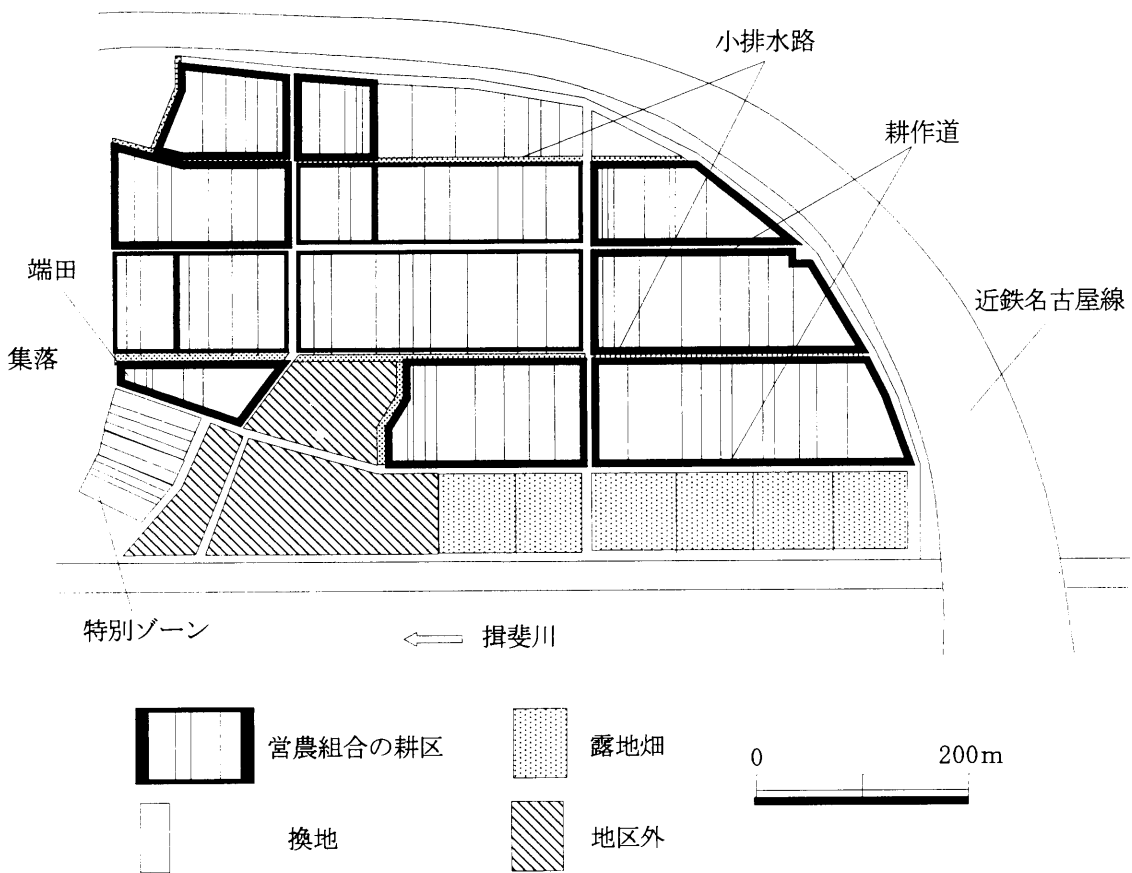 小排水路
耕作道
端田
近鉄名古屋線
集落
特別ゾーン
揖斐川
営農組合の耕区
露地畑
0 200m
換地
地区外